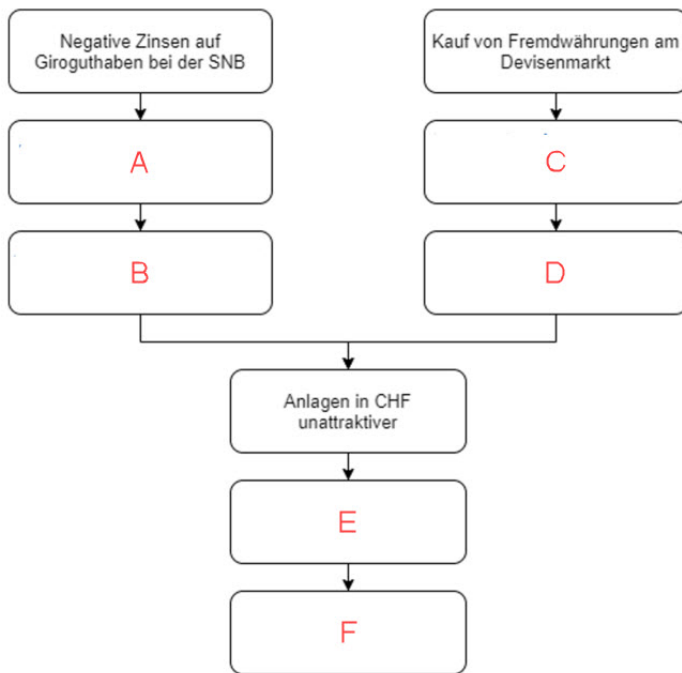 Negative Zinsen auf
Giroguthaben bei der SNB
Kauf von Fremdwährungen am
Devisenmarkt
A
C
B
D
Anlagen in CHF
unattraktiver
E
F